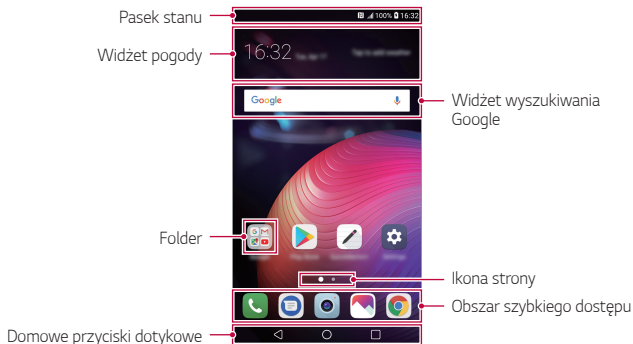 Pasek stanu
100% 16:32
Widżet pogody
16:32
Google
Widżet wyszukiwania
Google
Folder
Ikona strony
Obszar szybkiego dostępu
Domowe przyciski dotykowe